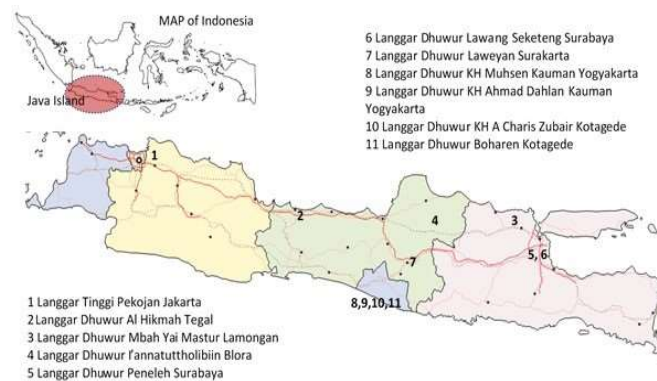 MAP of Indonesia
Java Island
6 Langgar Dhuwur Lawang Seketeng Surabaya
7 Langgar Dhuwur Laweyan Surakarta
8 Langgar Dhuwur KH Muhsen Kauman Yogyakarta
9 Langgar Dhuwur KH Ahmad Dahlan Kauman
Yogyakarta
10 Langgar Dhuwur KH A Charis Zubair Kotagede
11 Langgar Dhuwur Boharen Kotagede
1
2
4
3
5, 6
7
8,9,10,11
1 Langgar Tinggi Pekojan Jakarta
2 Langgar Dhuwur Al Hikmah Tegal
3 Langgar Dhuwur Mbah Yai Mastur Lamongan
4 Langgar Dhuwur I'annatuttholibiin Blora
5 Langgar Dhuwur Peneleh Surabaya